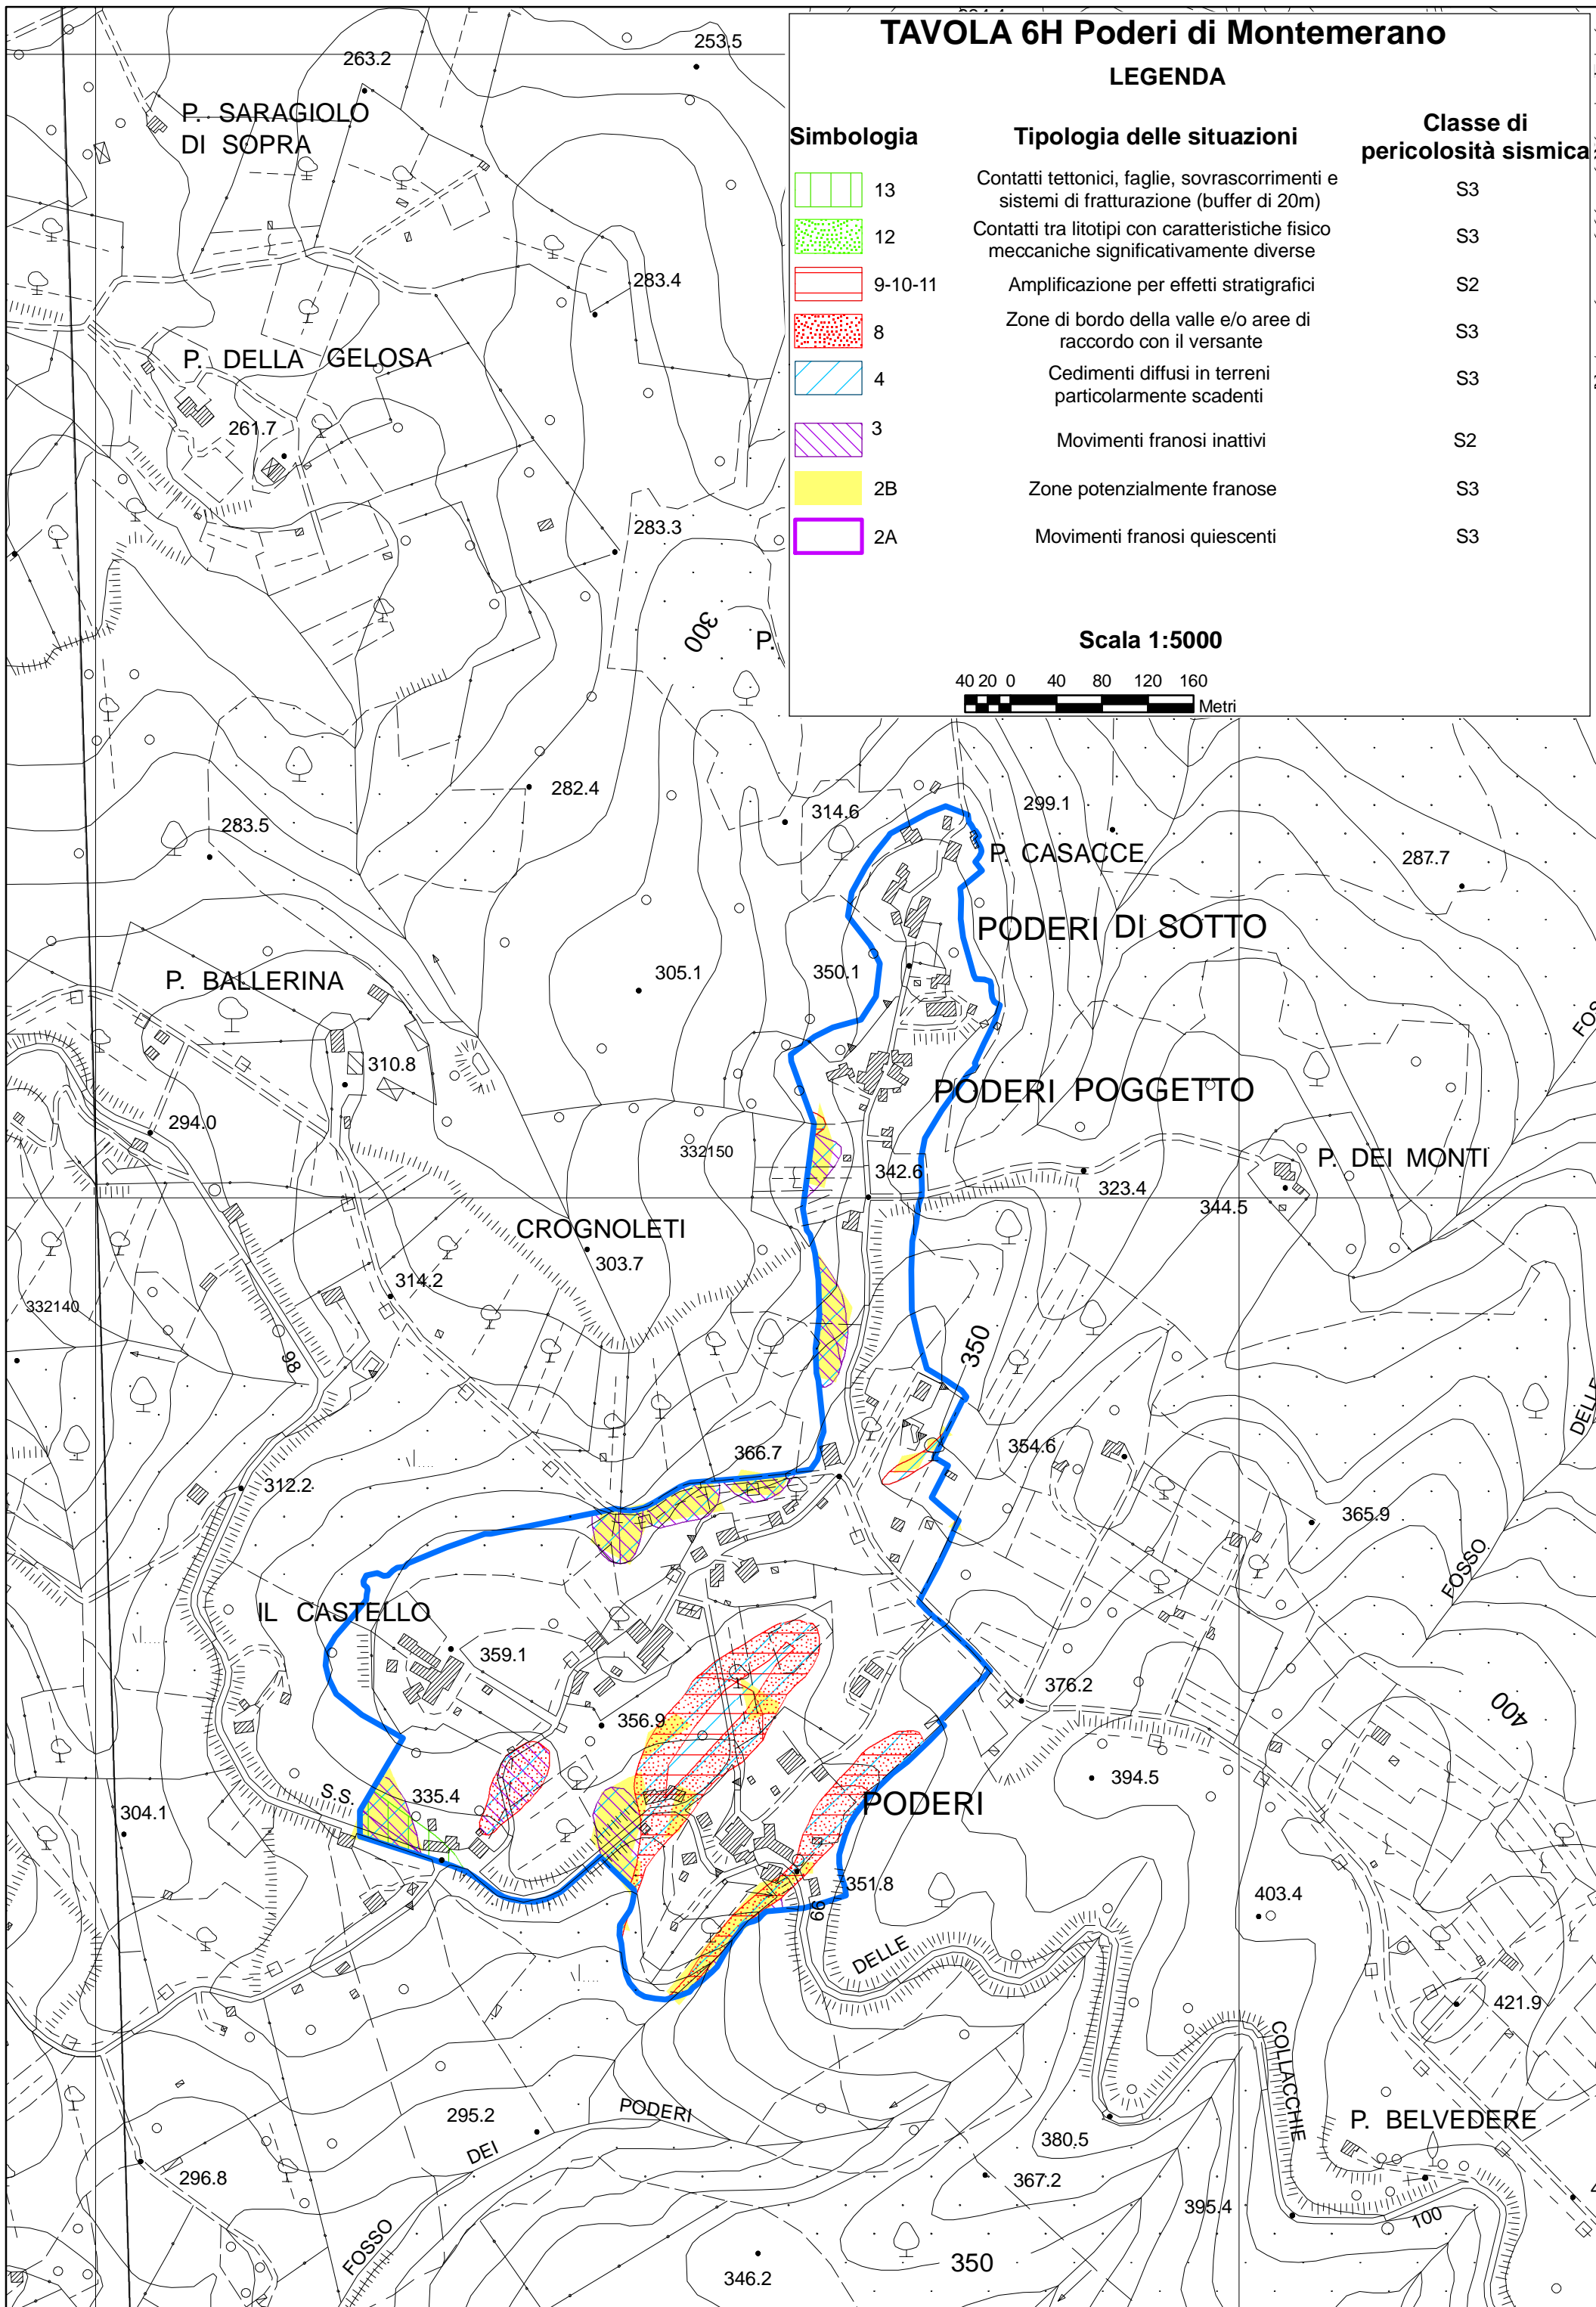 TAVOLA 6H Poderi di Montemerano
LEGENDA
Simbologia
Tipologia delle situazioni
Classe di
pericolosità sismica
13
Contatti tettonici, faglie, sovrascorrimenti e
sistemi di fratturazione (buffer di 20m)
S3
12
Contatti tra litotipi con caratteristiche fisico
meccaniche significativamente diverse
S3
9-10-11
Amplificazione per effetti stratigrafici
S2
8
Zone di bordo della valle e/o aree di
raccordo con il versante
S3
4
Cedimenti diffusi in terreni
particolarmente scadenti
S3
3
Movimenti franosi inattivi
S2
2B
Zone potenzialmente franose
S3
2A
Movimenti franosi quiescenti
S3
Scala 1:5000
40 20 0 40 80 120 160
Metri
253.5
263.2
P. SARAGIOLO
DI SOPRA
283.4
P. DELLA GELOSA
261.7
283.3
300
P.
282.4
283.5
314.6
299.1
P. CASACCE
287.7
PODERI DI SOTTO
P. BALLERINA
305.1
350.1
FOS
310.8
PODERI POGGETTO
294.0
332150
342.6
P. DEI MONTI
323.4
344.5
CROGNOLETI
303.7
314.2
332140
98
350
DELLE
366.7
354.6
312.2
365.9
FOSSO
IL CASTELLO
359.1
376.2
400
356.9
394.5
S.S.
335.4
PODERI
304.1
351.8
403.4
99
DELLE
421.9
COLLACCHIE
295.2
PODERI
P. BELVEDERE
DEI
380.5
296.8
367.2
395.4
100
FOSSO
350
346.2